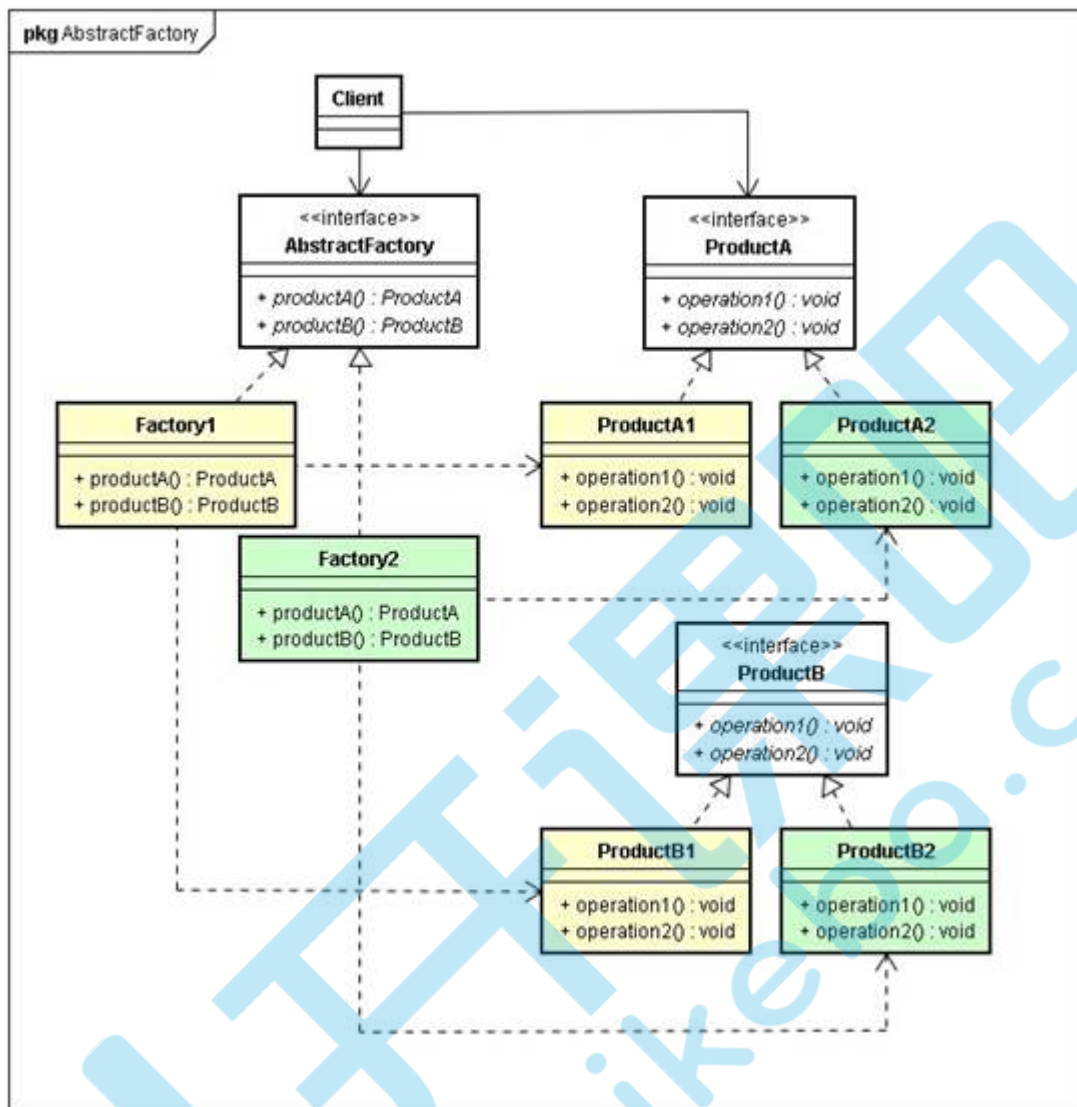 pkg AbstractFactory
Client
<<interface>>
AbstractFactory
+ productA() : ProductA
+ productB() : ProductB
<<interface>>
ProductA
+ operation1() : void
+ operation2() : void
Factory1
+ productA() : ProductA
+ productB() : ProductB
ProductA1
+ operation1() : void
+ operation2() : void
ProductA2
+ operation1() : void
+ operation2() : void
Factory2
+ productA() : ProductA
+ productB() : ProductB
<<interface>>
ProductB
+ operation1() : void
+ operation2() : void
ProductB1
+ operation1() : void
+ operation2() : void
ProductB2
+ operation1() : void
+ operation2() : void
ikeba.c